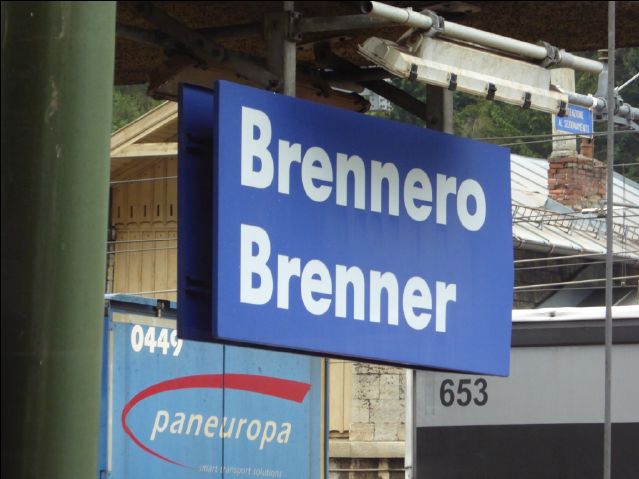 Brennero
Brenner
0449
paneuropa
smart transport solutions
653